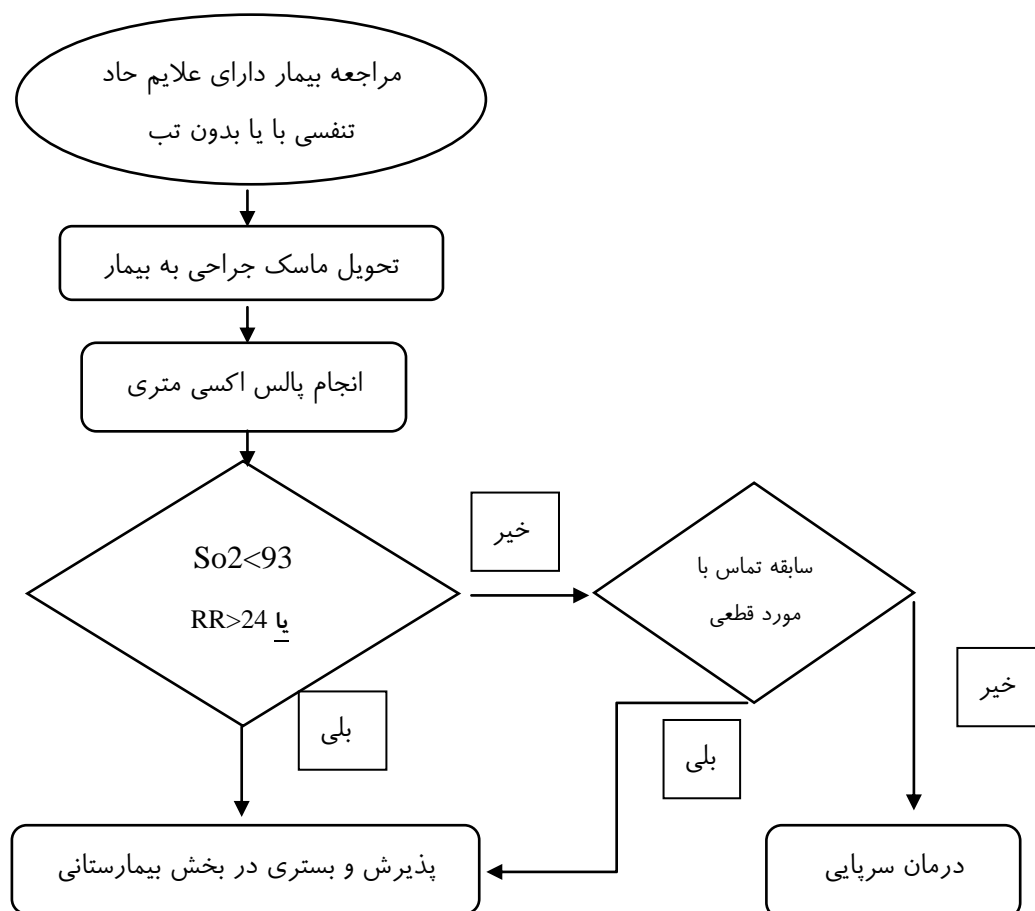 مراجعه بیمار دارای علایم حاد
تنفسی با یا بدون تب
تحویل ماسک جراحی به بیمار
انجام پالس اکسی متری
So2<93
یا RR>24
خیر
سابقه تماس با
مورد قطعی
خیر
بلی
بلی
پذیرش و بستری در بخش بیمارستانی
درمان سرپایی